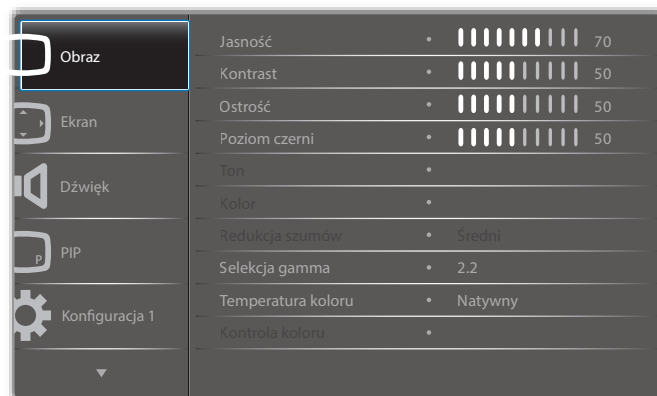 Obraz
Ekran
Dźwięk
P
PIP
Konfiguracja 1
Jasność • 70
Kontrast • 50
Ostrość • 50
Poziom czerni • 50
Ton •
Kolor •
Redukcja szumów • Średni
Selekcja gamma • 2.2
Temperatura koloru • Natywny
Kontrola koloru •